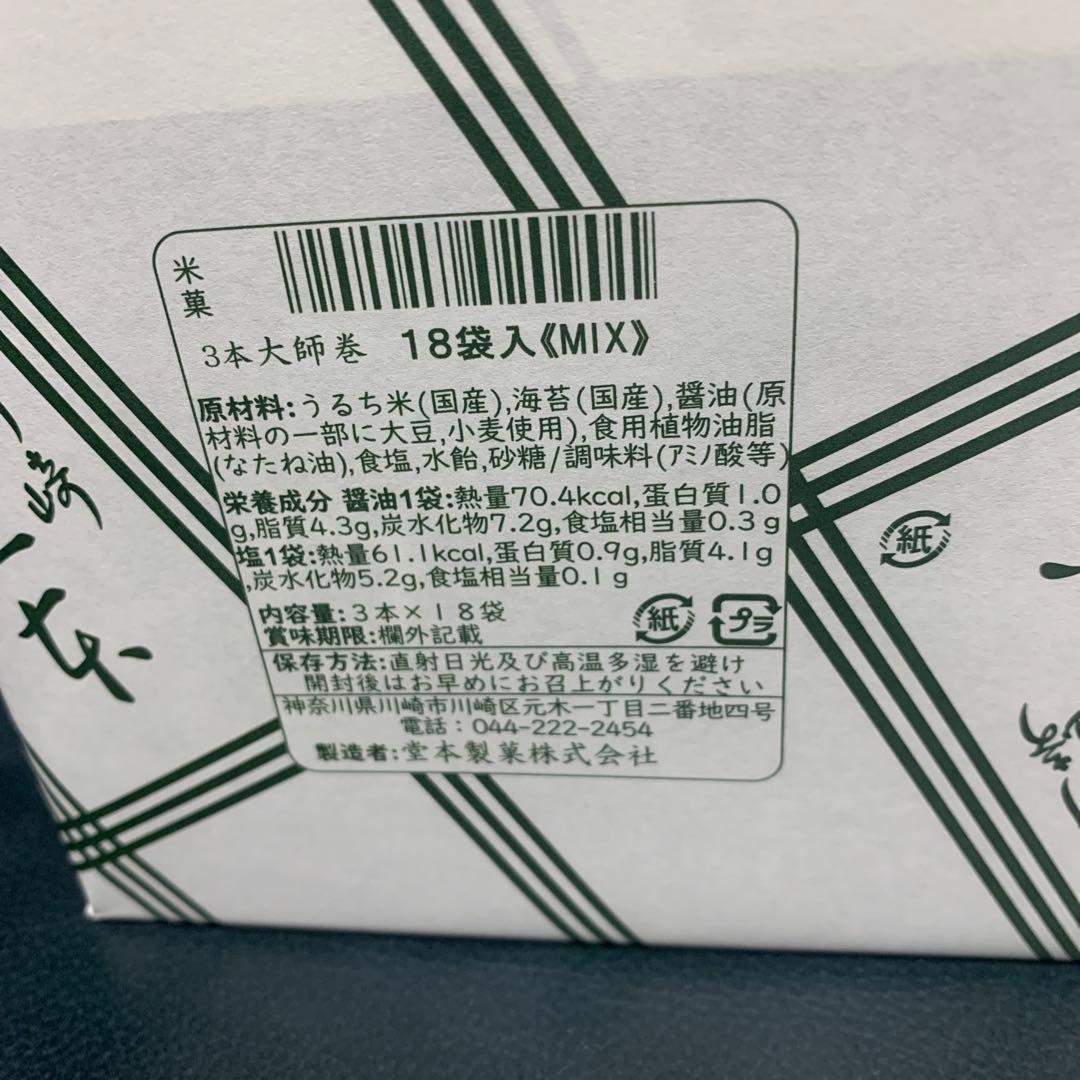 米菓
3本大師巻 18袋入《MIX》
原材料:うるち米(国産),海苔(国産),醤油(原
材料の一部に大豆,小麦使用),食用植物油脂
(なたね油),食塩,水飴,砂糖/調味料(アミノ酸等)
栄養成分 醤油1袋:熱量70.4kcal,蛋白質1.0
g,脂質4.3g,炭水化物7.2g,食塩相当量0.3g
塩1袋:熱量61.1kcal,蛋白質0.9g,脂質4.1g
,炭水化物5.2g,食塩相当量0.1g
内容量:3本×18袋
賞味期限:欄外記載
紙
プラ
保存方法:直射日光及び高温多湿を避け
開封後はお早めにお召上がりください
神奈川県川崎市川崎区元木一丁目二番地四号
電話:044-222-2454
製造者:堂本製菓株式会社
紙
崎
本